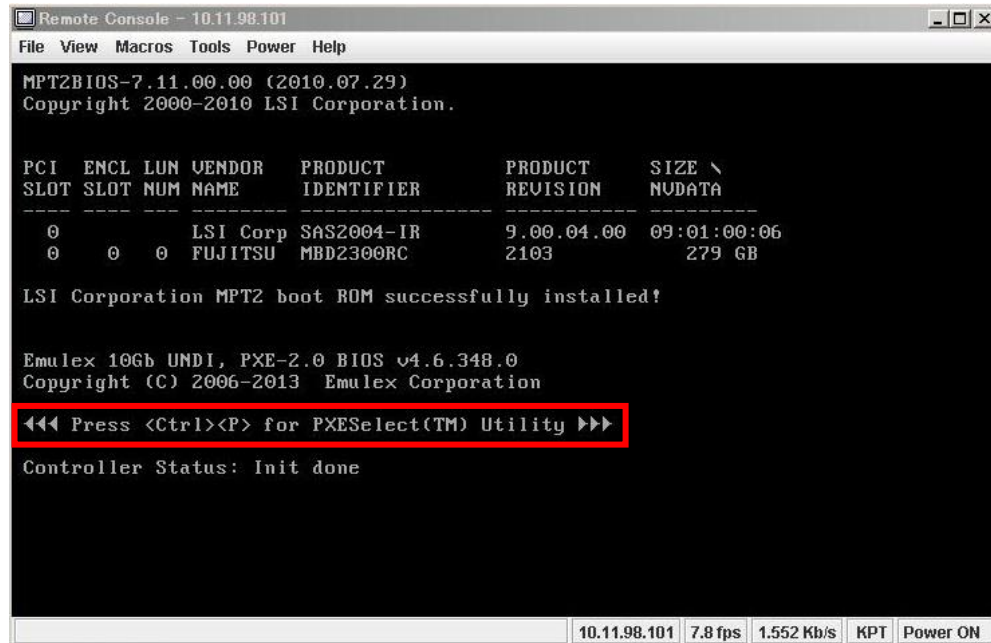 Remote Console - 10.11.98.101
File View Macros Tools Power Help
MPT2BIOS-7.11.00.00 (2010.07.29)
Copyright 2000-2010 LSI Corporation.
PCI ENCL LUN VENDOR PRODUCT PRODUCT SIZE \
SLOT SLOT NUM NAME IDENTIFIER REVISION NVDATA
---- ---- --- -------- ---------------- ----------- ---------
0 LSI Corp SAS2004-IR 9.00.04.00 09:01:00:06
0 0 0 FUJITSU MBD2300RC 2103 279 GB
LSI Corporation MPT2 boot ROM successfully installed!
Emulex 10Gb UNDI, PXE-2.0 BIOS v4.6.348.0
Copyright (C) 2006-2013 Emulex Corporation
◄◄◄ Press <Ctrl><P> for PXESelect(TM) Utility ►►►
Controller Status: Init done
10.11.98.101 7.8 fps 1.552 Kb/s KPT Power ON